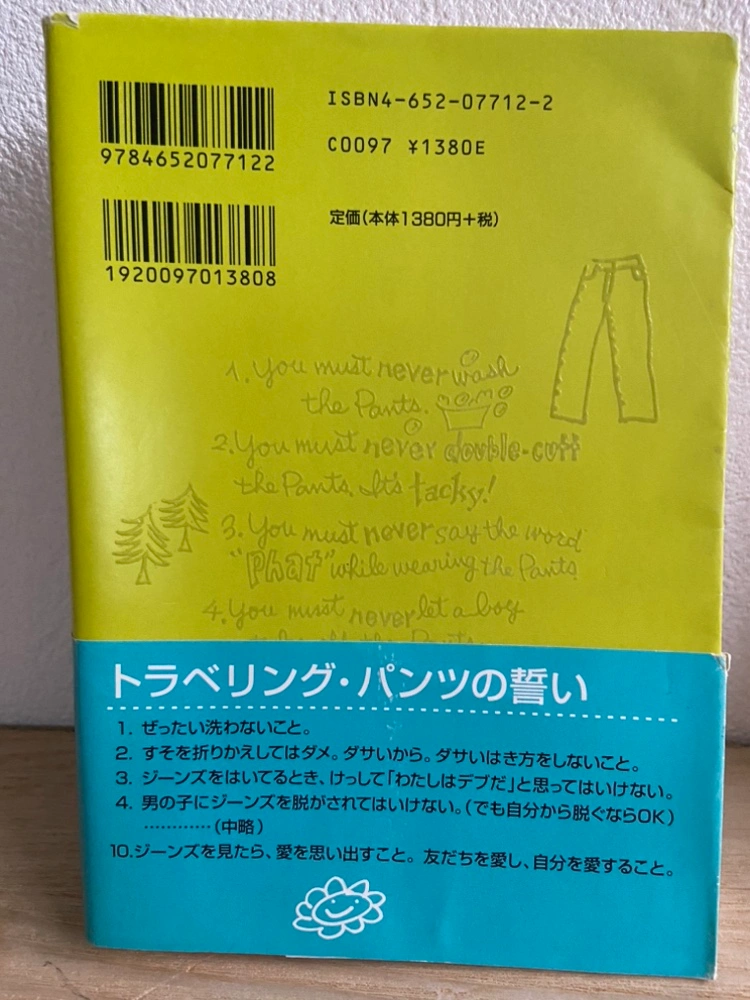 ISBN4-652-07712-2
9784652077122
C0097 ¥1380E
定価(本体1380円+税)
1920097013808
1. You must never wash
the Pants.
2. You must never double-cuff
the Pants. It's tacky!
3. You must never say the word
"Phat" while wearing the Pants
4. You must never let a boy
トラベリング・パンツの誓い
1. ぜったい洗わないこと。
2. すそを折りかえしてはダメ。ダサいから。ダサいはき方をしないこと。
3. ジーンズをはいてるとき、けっして「わたしはデブだ」と思ってはいけない。
4. 男の子にジーンズを脱がされてはいけない。(でも自分から脱ぐならOK)
…………(中略)
10.ジーンズを見たら、愛を思い出すこと。友だちを愛し、自分を愛すること。